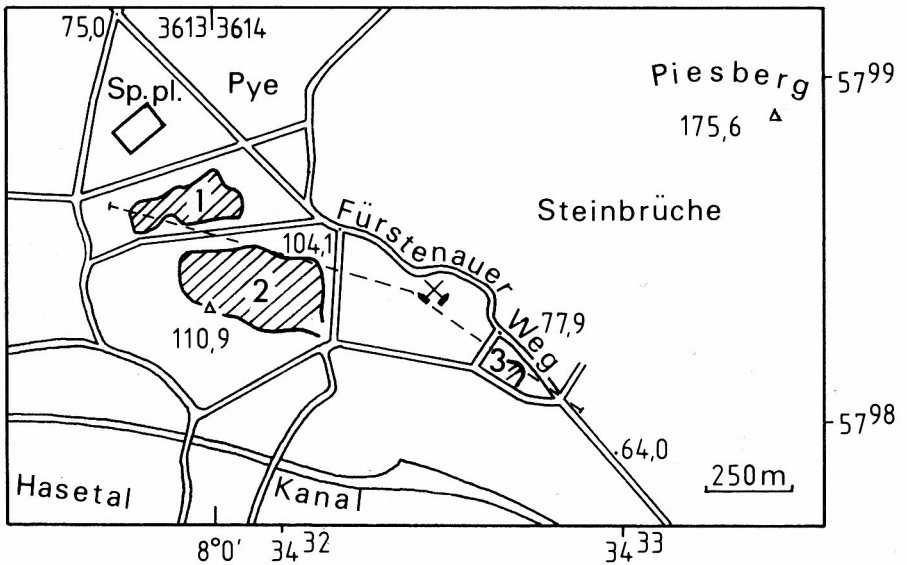 75,0
3613 3614
5799
Sp.pl.
Pye
Piesberg
175,6
1
Steinbrüche
Fürstenauer Weg
104,1
2
110,9
77,9
3
5798
64,0
250m
Hasetal
Kanal
8°0'
3432
3433